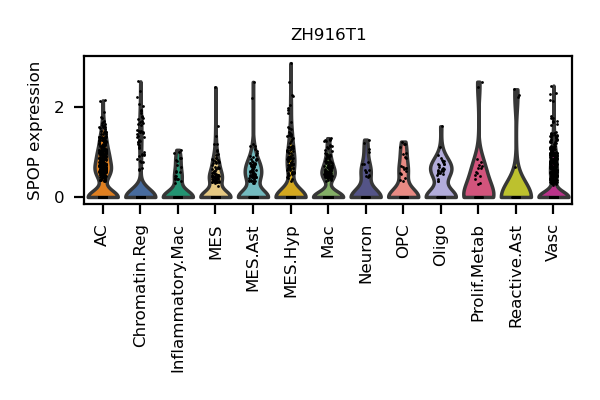 ZH916T1
SPOP expression
2
0
AC
Chromatin.Reg
Inflammatory.Mac
MES
MES.Ast
MES.Hyp
Mac
Neuron
OPC
Oligo
Prolif.Metab
Reactive.Ast
Vasc